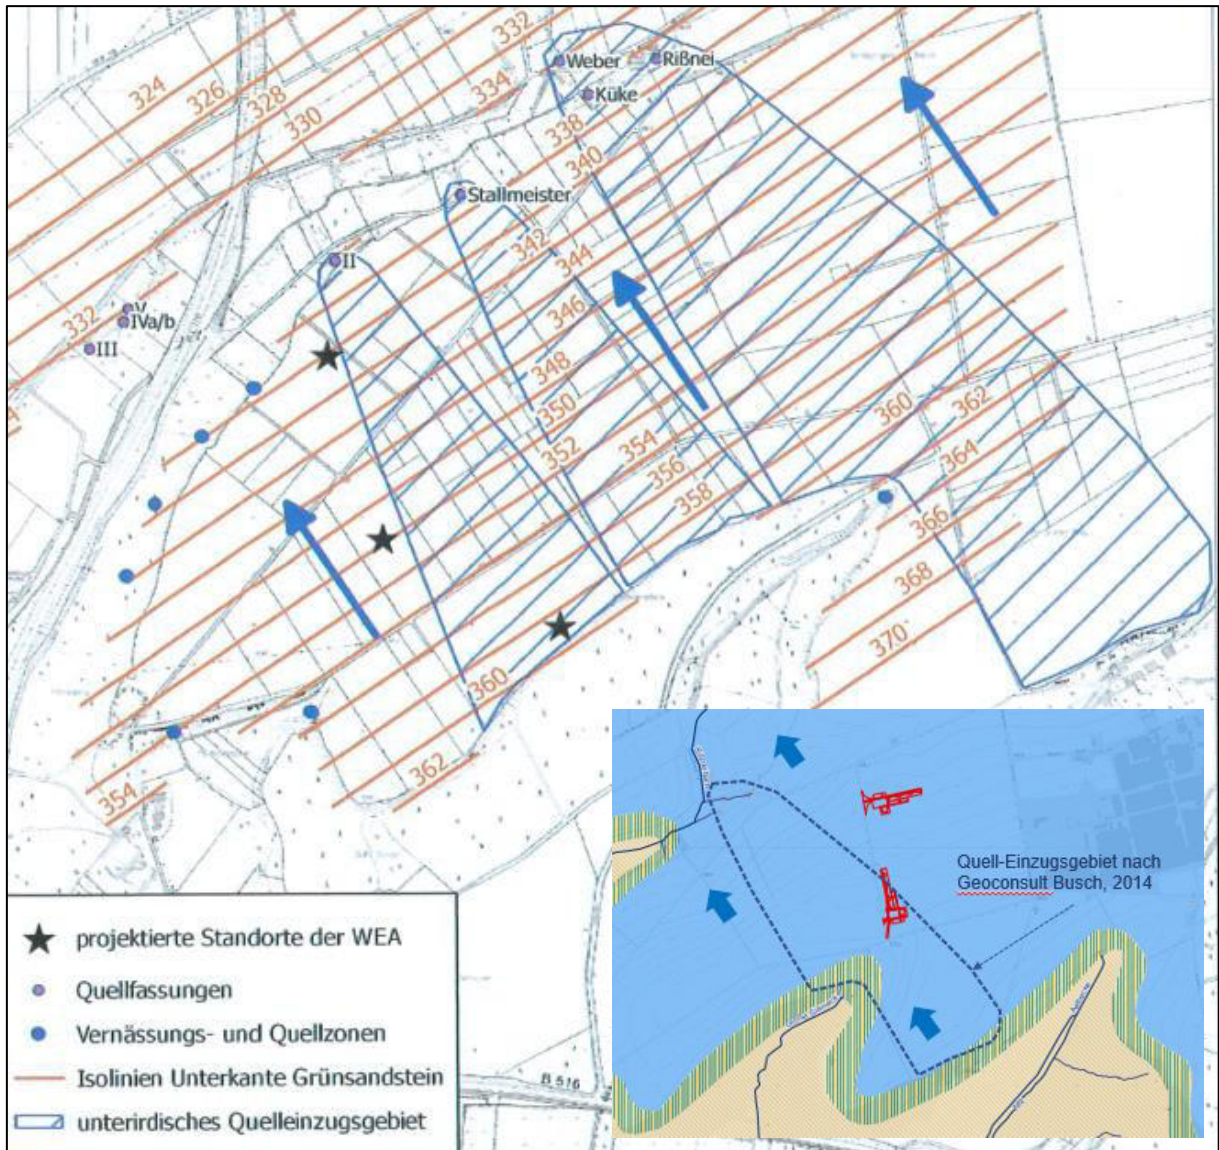 332
Weber
Rißnei
324
326
334
Küke
328
330
338
340
Stallmeister
342
344
II
346
332
V
IVa/b
III
348
350
360
362
352
354
364
356
358
366
368
370
360
362
354
Quell-Einzugsgebiet nach
Geoconsult Busch, 2014
projektierte Standorte der WEA
Quellfassungen
Vernässungs- und Quellzonen
Isolinien Unterkante Grünsandstein
B 516
unterirdisches Quelleinzugsgebiet